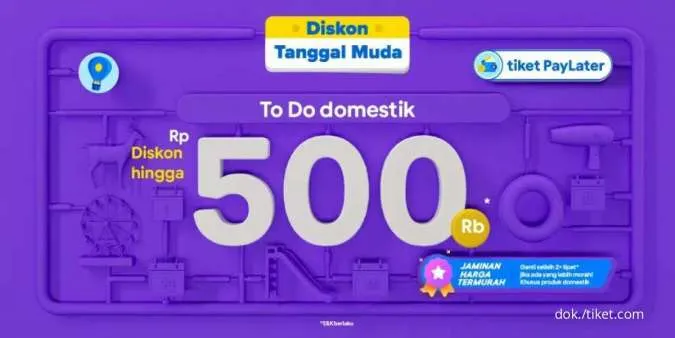 Diskon
Tanggal Muda
tiket PayLater
To Do domestik
Rp
Diskon
hingga
500
Rb
*
JAMINAN
HARGA
TERMURAH
Ganti selisih 2x lipat*
jika ada yang lebih murah!
Khusus produk domestik
*S&K berlaku
dok./tiket.com